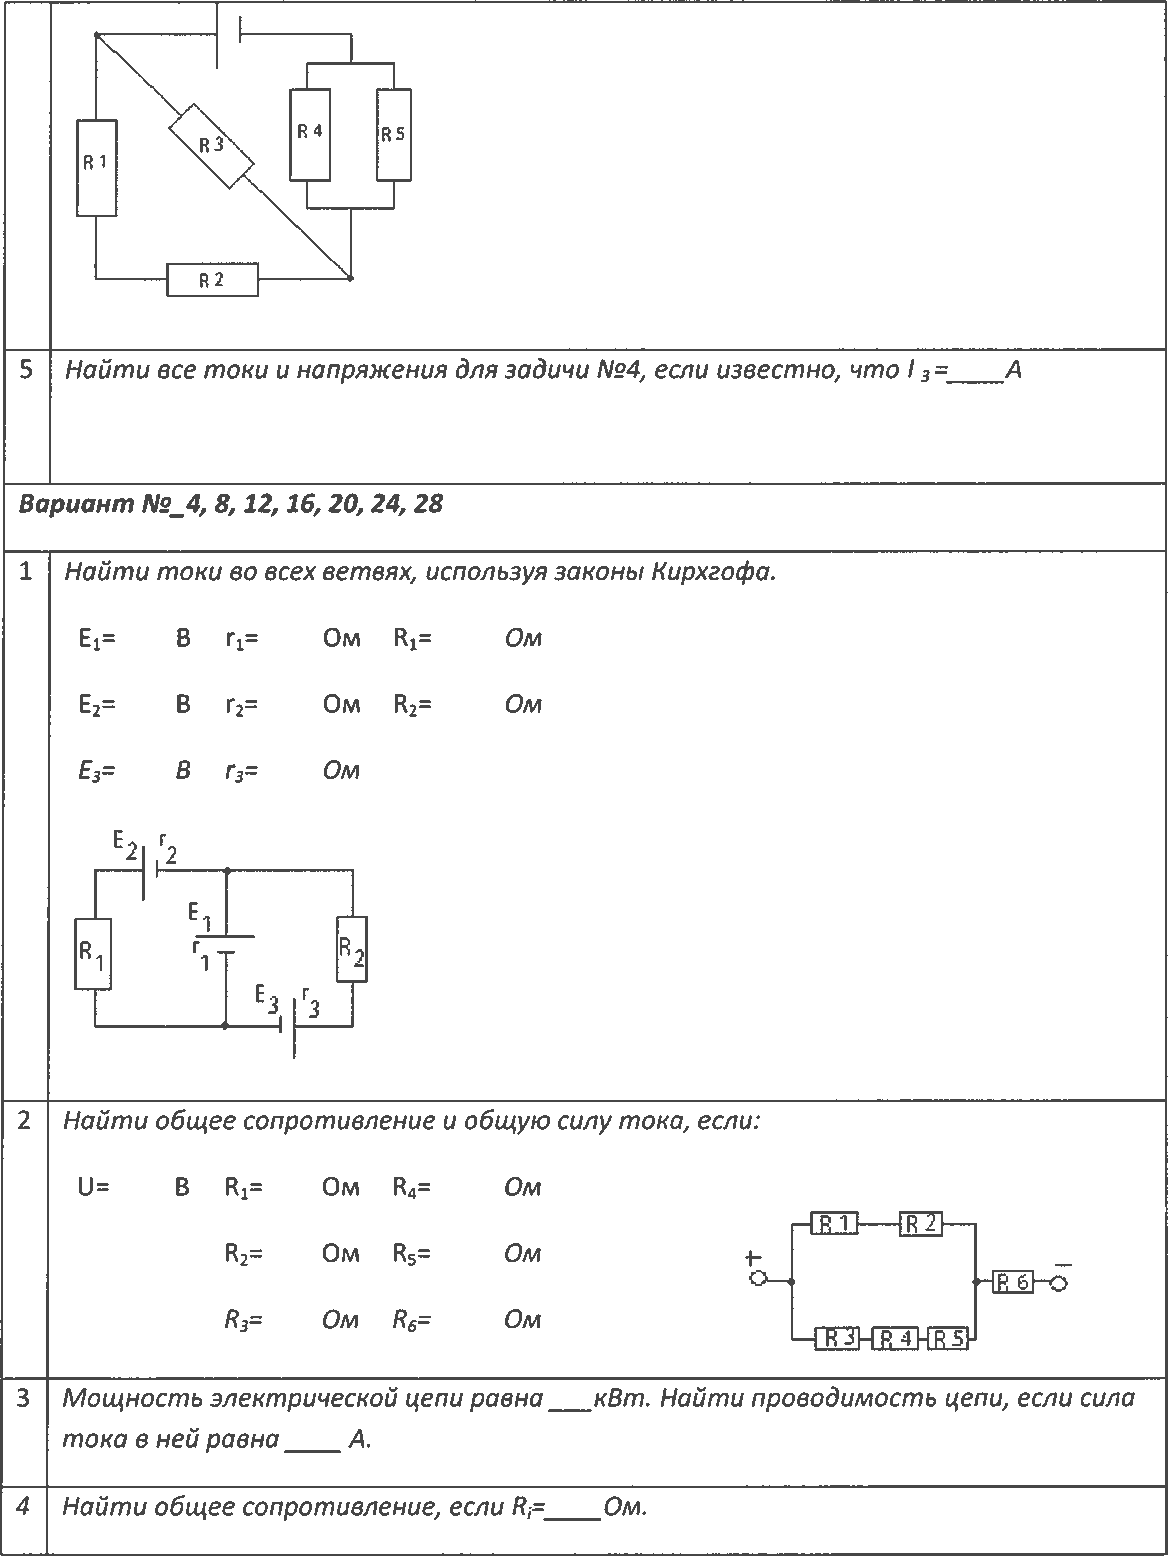 R 1
R 3
R 4
R 5
R 2
5 Найти все токи и напряжения для задичи №4, если известно, что I 3 =____А
Вариант №_4, 8, 12, 16, 20, 24, 28
1 Найти токи во всех ветвях, используя законы Кирхгофа.
E1= В r1= Ом R1= Ом
E2= В r2= Ом R2= Ом
E3= В r3= Ом
E2 r2
E1
r1
R1
R2
E3 r3
2 Найти общее сопротивление и общую силу тока, если:
U= В R1= Ом R4= Ом
R2= Ом R5= Ом
R3= Ом R6= Ом
R 1 R 2
+ −
R 6
R 3 R 4 R 5
3 Мощность электрической цепи равна ___кВт. Найти проводимость цепи, если сила
тока в ней равна ____ А.
4 Найти общее сопротивление, если Ri=____Ом.